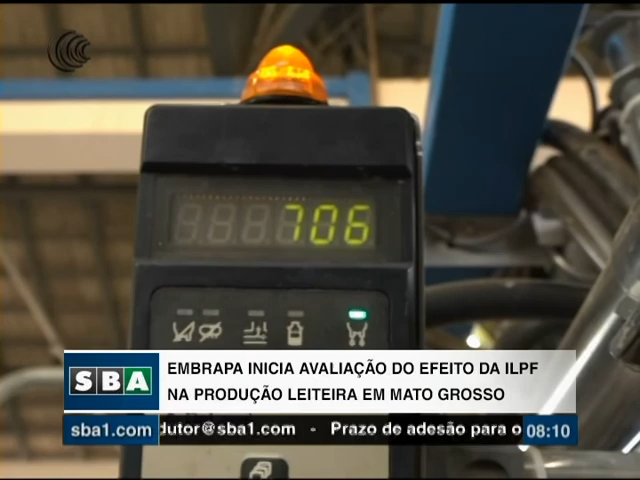 706
SBA
EMBRAPA INICIA AVALIAÇÃO DO EFEITO DA ILPF
NA PRODUÇÃO LEITEIRA EM MATO GROSSO
sba1.com
dutor@sba1.com - Prazo de adesão para o
08:10